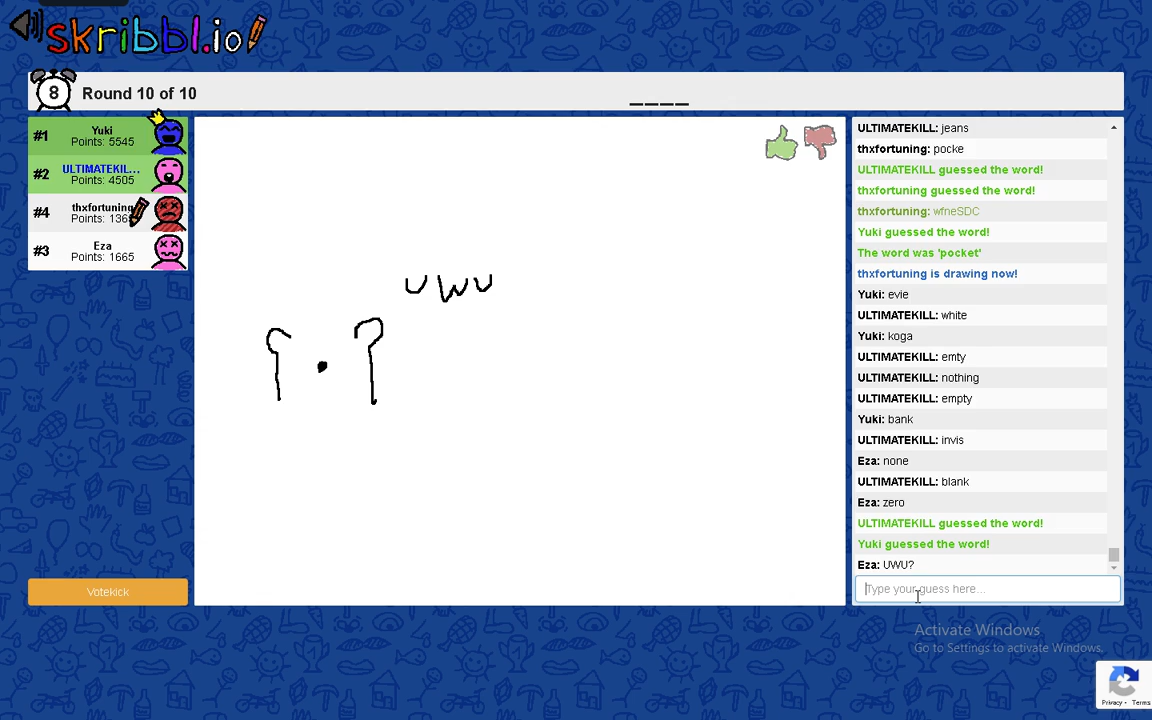 skribbl.io
8 Round 10 of 10 ____
#1 Yuki
Points: 5545
#2 ULTIMATEKIL...
Points: 4505
#4 thxfortuning
#3 Eza
Points: 1665
uwu
? . ?
ULTIMATEKILL: jeans
thxfortuning: pocke
ULTIMATEKILL guessed the word!
thxfortuning guessed the word!
thxfortuning: wfneSDC
Yuki guessed the word!
The word was 'pocket'
thxfortuning is drawing now!
Yuki: evie
ULTIMATEKILL: white
Yuki: koga
ULTIMATEKILL: emty
ULTIMATEKILL: nothing
ULTIMATEKILL: empty
Yuki: bank
ULTIMATEKILL: invis
Eza: none
ULTIMATEKILL: blank
Eza: zero
ULTIMATEKILL guessed the word!
Yuki guessed the word!
Eza: UWU?
Type your guess here...
Votekick
Activate Windows
Go to Settings to activate Windows.
Privacy - Terms